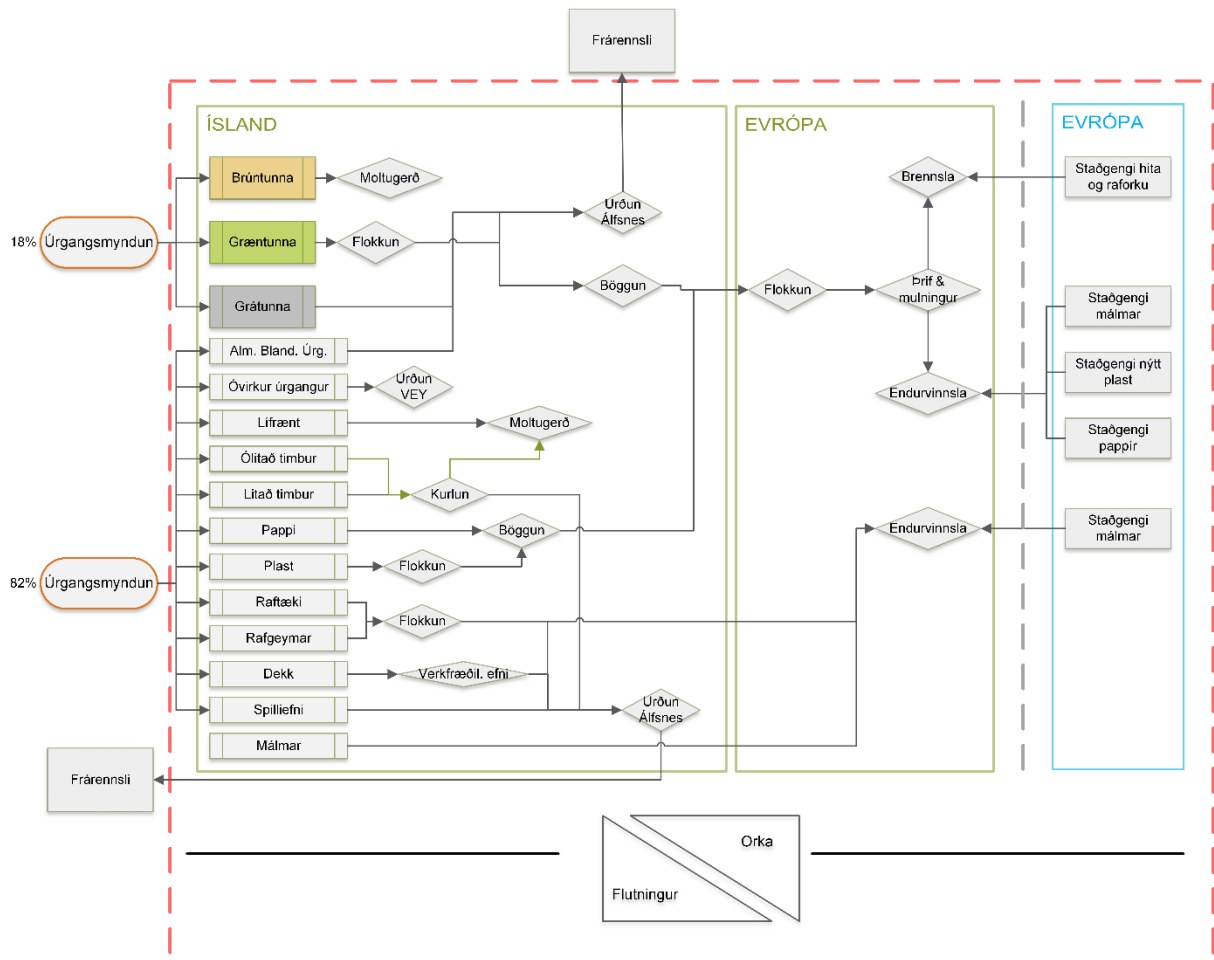 Frárennsli
ÍSLAND
EVRÓPA
EVRÓPA
Brúntunna
Moltugerð
Brennsla
Staðgengi hita
og raforku
18%
Úrgangsmyndun
Græntunna
Flokkun
Urðun
Álfsnes
Grátunna
Böggun
Flokkun
Þrif &
mulningur
Staðgengi
málmar
Alm. Bland. Úrg.
Óvirkur úrgangur
Urðun
VEY
Endurvinnsla
Staðgengi nýtt
plast
Lífrænt
Moltugerð
Staðgengi
pappír
Ólitað timbur
Litað timbur
Kurlun
Pappi
Böggun
Endurvinnsla
Staðgengi
málmar
82%
Úrgangsmyndun
Plast
Flokkun
Raftæki
Flokkun
Rafgeymar
Dekk
Verkfræðil. efni
Spilliefni
Urðun
Álfsnes
Málmar
Frárennsli
Orka
Flutningur